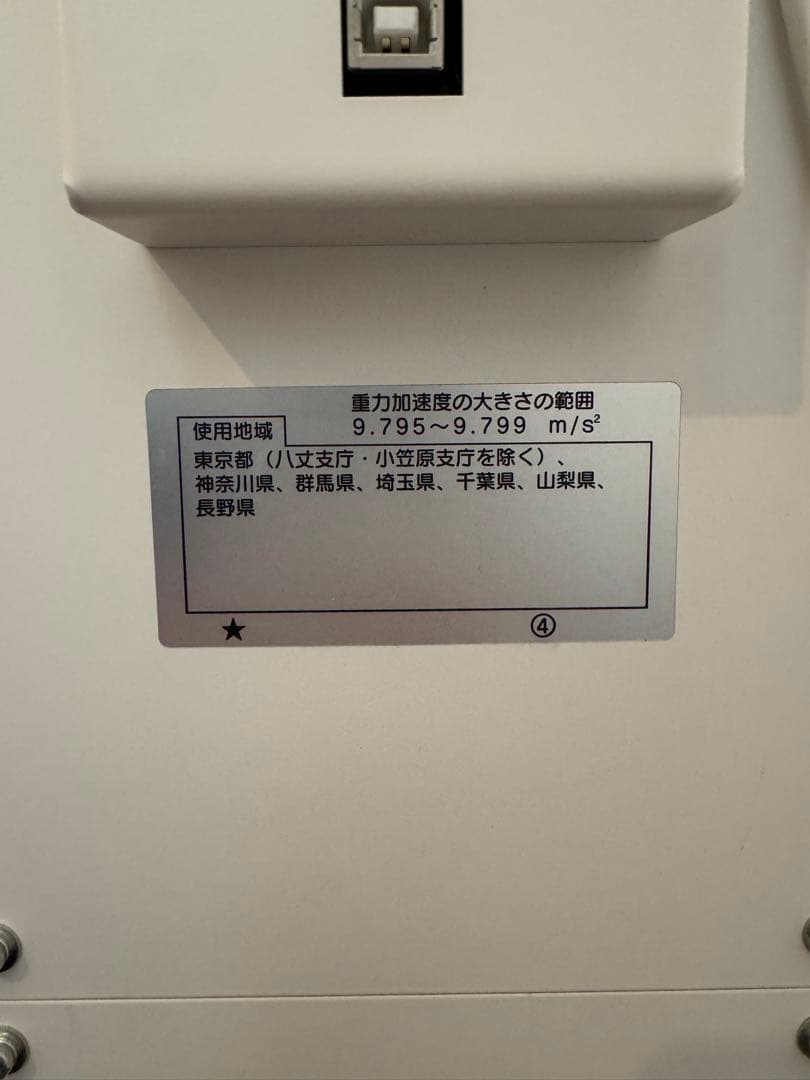 重力加速度の大きさの範囲
使用地域 9.795～9.799 m/s²
東京都（八丈支庁・小笠原支庁を除く）、
神奈川県、群馬県、埼玉県、千葉県、山梨県、
長野県
★ ④